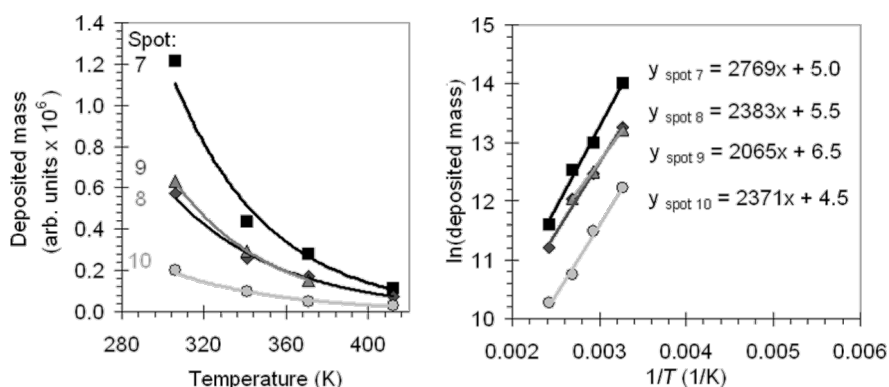 Deposited mass
(arb. units x 10⁶)
1.4
1.2
1.0
0.8
0.6
0.4
0.2
0.0
Spot:
7
9
8
10
280
320
360
400
Temperature (K)
ln(deposited mass)
15
14
13
12
11
10
y spot 7 = 2769x + 5.0
y spot 8 = 2383x + 5.5
y spot 9 = 2065x + 6.5
y spot 10 = 2371x + 4.5
0.002
0.003
0.004
0.005
0.006
1/T (1/K)